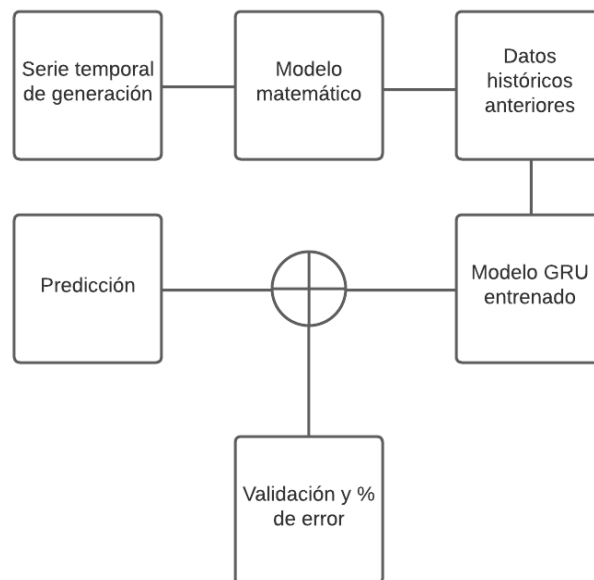 Serie temporal
de generación
Modelo
matemático
Datos
históricos
anteriores
Predicción
Modelo GRU
entrenado
Validación y %
de error